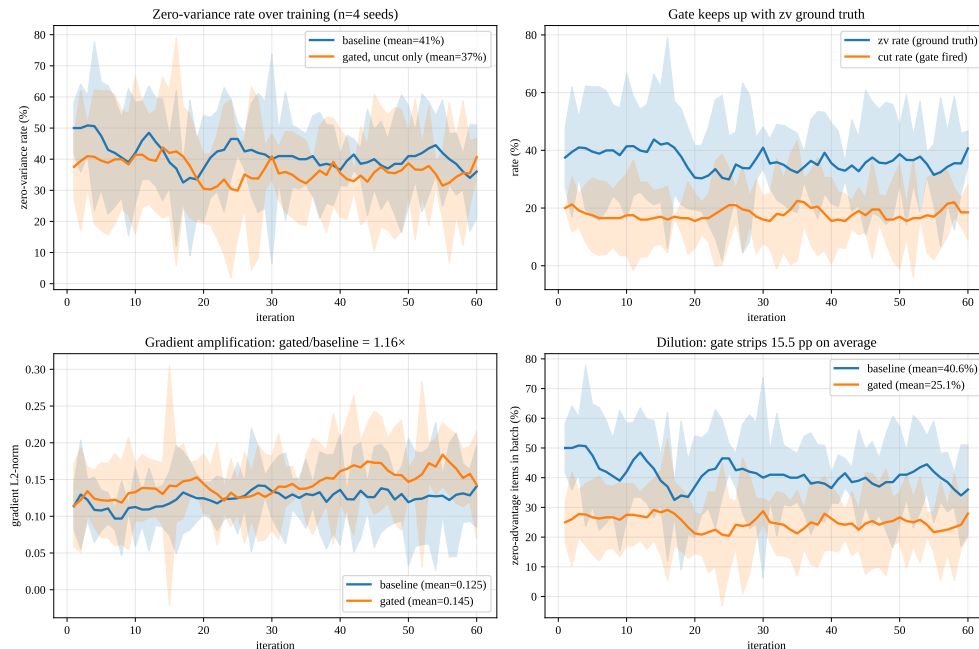 Zero-variance rate over training (n=4 seeds)
zero-variance rate (%)
80
70
60
50
40
30
20
10
0
baseline (mean=41%)
gated, uncut only (mean=37%)
0 10 20 30 40 50 60
iteration
Gate keeps up with zv ground truth
rate (%)
80
60
40
20
0
zv rate (ground truth)
cut rate (gate fired)
0 10 20 30 40 50 60
iteration
Gradient amplification: gated/baseline = 1.16×
gradient L2-norm
0.30
0.25
0.20
0.15
0.10
0.05
0.00
baseline (mean=0.125)
gated (mean=0.145)
0 10 20 30 40 50 60
iteration
Dilution: gate strips 15.5 pp on average
zero-advantage items in batch (%)
80
70
60
50
40
30
20
10
0
baseline (mean=40.6%)
gated (mean=25.1%)
0 10 20 30 40 50 60
iteration